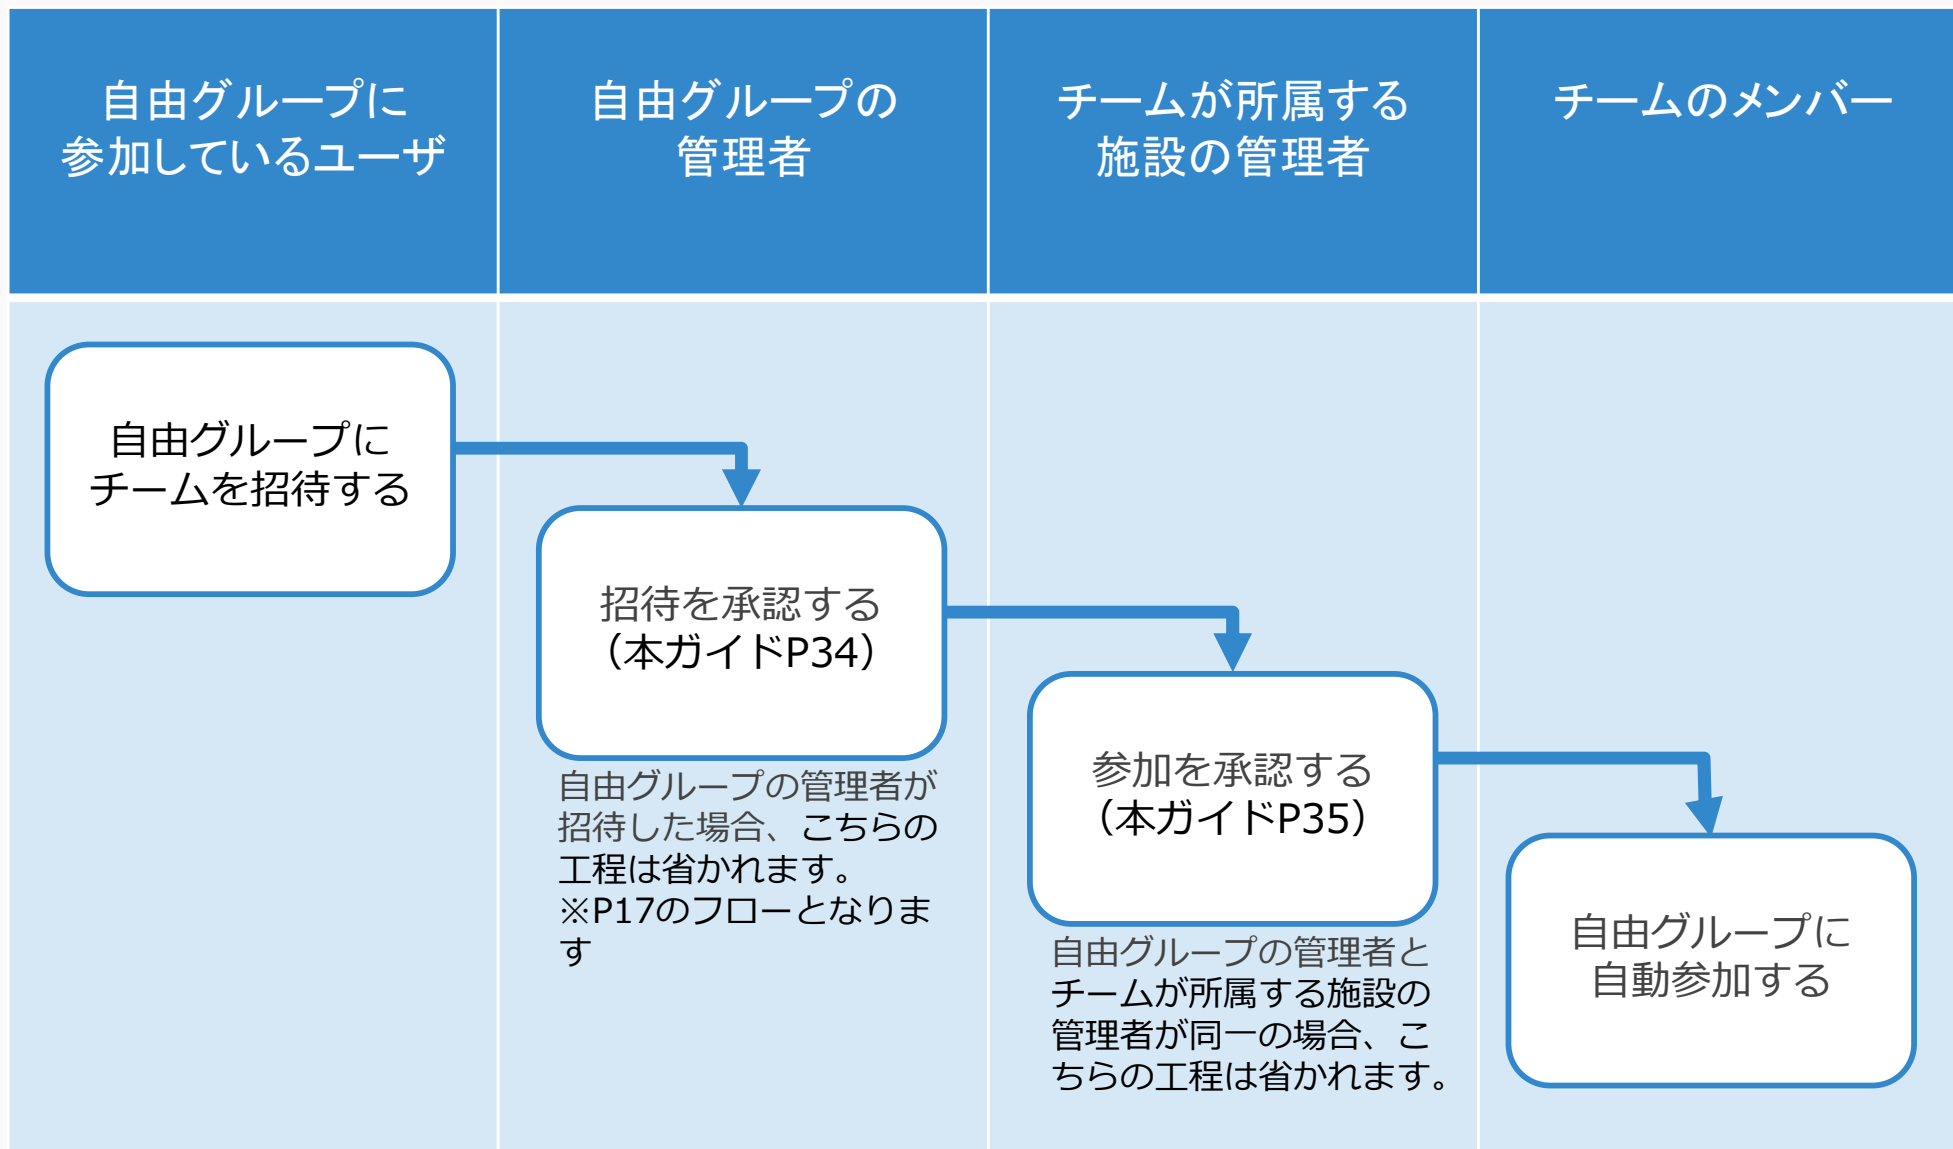 自由グループに
参加しているユーザ
自由グループの
管理者
チームが所属する
施設の管理者
チームのメンバー
自由グループに
チームを招待する
招待を承認する
（本ガイドP34）
自由グループの管理者が
招待した場合、こちらの
工程は省かれます。
※P17のフローとなりま
す
参加を承認する
（本ガイドP35）
自由グループの管理者と
チームが所属する施設の
管理者が同一の場合、こ
ちらの工程は省かれます。
自由グループに
自動参加する